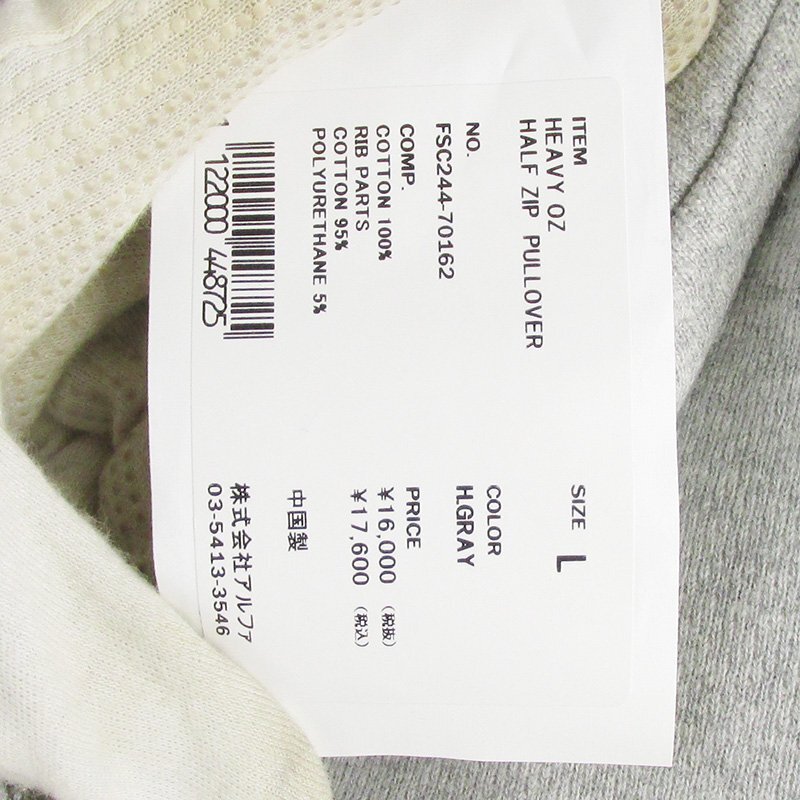 ITEM
HEAVY OZ
HALF ZIP PULLOVER
SIZE L
NO.
FSC244-70162
COLOR
H.GRAY
COMP.
COTTON 100%
RIB PARTS
COTTON 95%
POLYURETHANE 5%
PRICE
¥16,000 (税抜)
¥17,600 (税込)
中国製
122000 448725
株式会社アルファ
03-5413-3546